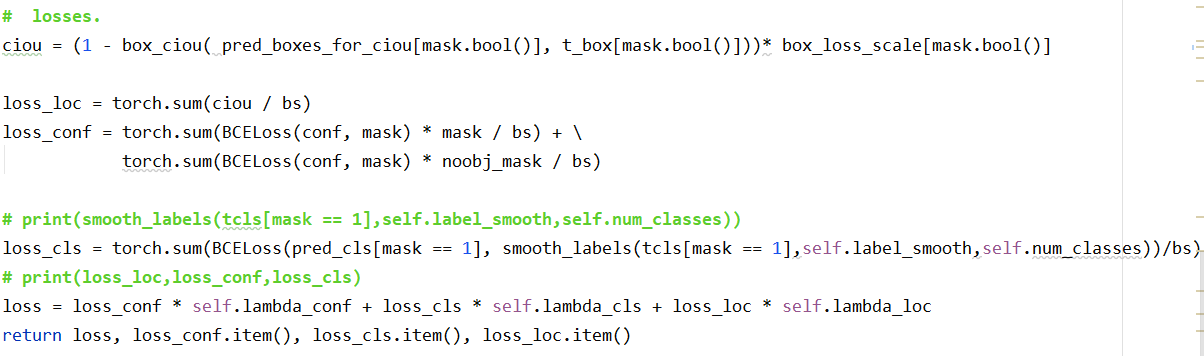 #  losses.
ciou = (1 - box_ciou( pred_boxes_for_ciou[mask.bool()], t_box[mask.bool()]))* box_loss_scale[mask.bool()]
loss_loc = torch.sum(ciou / bs)
loss_conf = torch.sum(BCELoss(conf, mask) * mask / bs) + \
            torch.sum(BCELoss(conf, mask) * noobj_mask / bs)
# print(smooth_labels(tcls[mask == 1],self.label_smooth,self.num_classes))
loss_cls = torch.sum(BCELoss(pred_cls[mask == 1], smooth_labels(tcls[mask == 1],self.label_smooth,self.num_classes))/bs)
# print(loss_loc,loss_conf,loss_cls)
loss = loss_conf * self.lambda_conf + loss_cls * self.lambda_cls + loss_loc * self.lambda_loc
return loss, loss_conf.item(), loss_cls.item(), loss_loc.item()